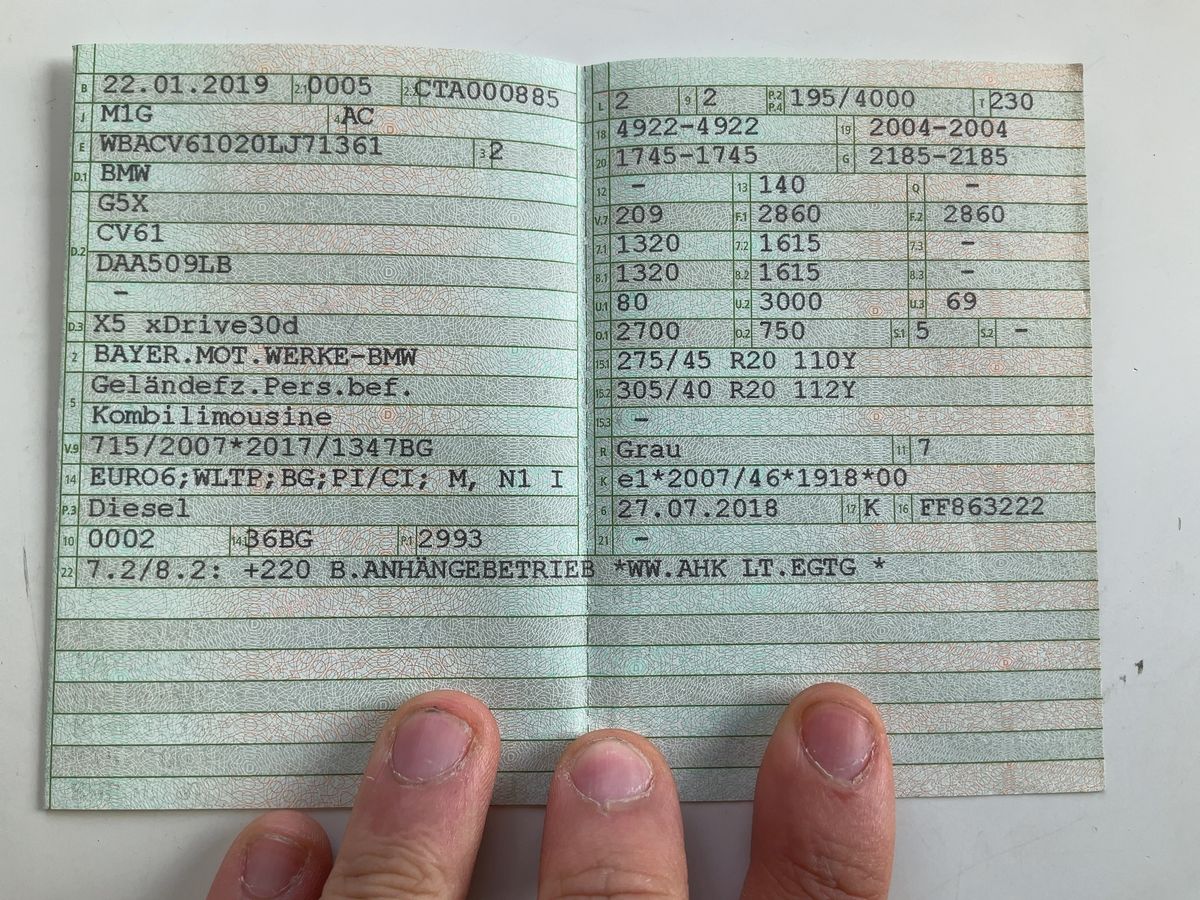 B 22.01.2019 2.1 0005 2.2 CTA000885
J M1G 4 AC
E WBACV61020LJ71361 3 2
D.1 BMW
G5X
D.2 CV61
DAA509LB
-
D.3 X5 xDrive30d
2 BAYER.MOT.WERKE-BMW
5 Geländefz.Pers.bef.
Kombilimousine
V.9 715/2007*2017/1347BG
14 EURO6;WLTP;BG;PI/CI; M, N1 I
P.3 Diesel
10 0002 14.1 36BG P.1 2993
22 7.2/8.2: +220 B.ANHÄNGEBETRIEB *WW.AHK LT.EGTG *
L 2 9 2 P.2 P.4 195/4000 T 230
18 4922-4922 19 2004-2004
20 1745-1745 G 2185-2185
12 - 13 140 Q -
V.7 209 F.1 2860 F.2 2860
7.1 1320 7.2 1615 7.3 -
8.1 1320 8.2 1615 8.3 -
U.1 80 U.2 3000 U.3 69
O.1 2700 O.2 750 S.1 5 S.2 -
15.1 275/45 R20 110Y
15.2 305/40 R20 112Y
15.3 -
R Grau 11 7
K e1*2007/46*1918*00
6 27.07.2018 17 K 16 FF863222
21 -